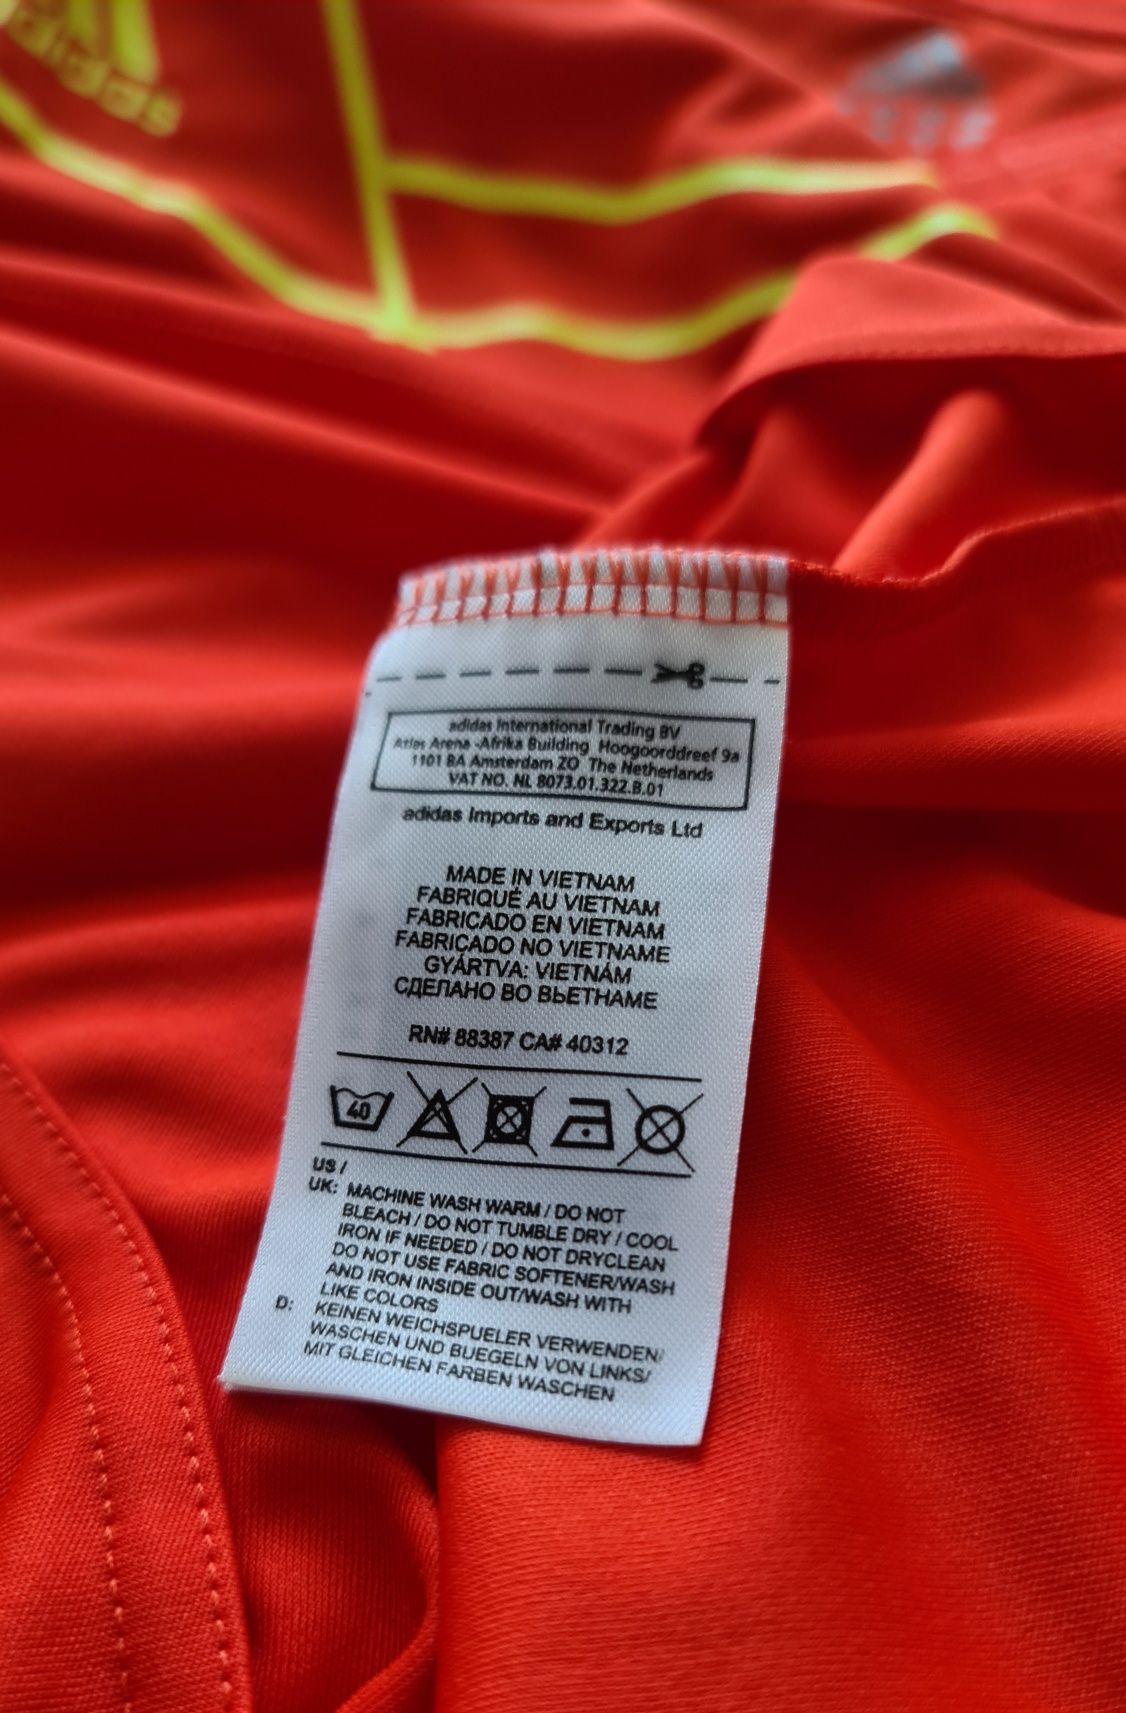 adidas
adidas International Trading BV
Atlas Arena -Afrika Building Hoogoorddreef 9a
1101 BA Amsterdam ZO The Netherlands
VAT NO. NL 8073.01.322.B.01
adidas Imports and Exports Ltd
MADE IN VIETNAM
FABRIQUÉ AU VIETNAM
FABRICADO EN VIETNAM
FABRICADO NO VIETNAME
GYÁRTVA: VIETNÁM
СДЕЛАНО ВО ВЬЕТНАМЕ
RN# 88387 CA# 40312
40
US /
UK: MACHINE WASH WARM / DO NOT
BLEACH / DO NOT TUMBLE DRY / COOL
IRON IF NEEDED / DO NOT DRYCLEAN
DO NOT USE FABRIC SOFTENER/WASH
AND IRON INSIDE OUT/WASH WITH
LIKE COLORS
D: KEINEN WEICHSPUELER VERWENDEN/
WASCHEN UND BUEGELN VON LINKS/
MIT GLEICHEN FARBEN WASCHEN